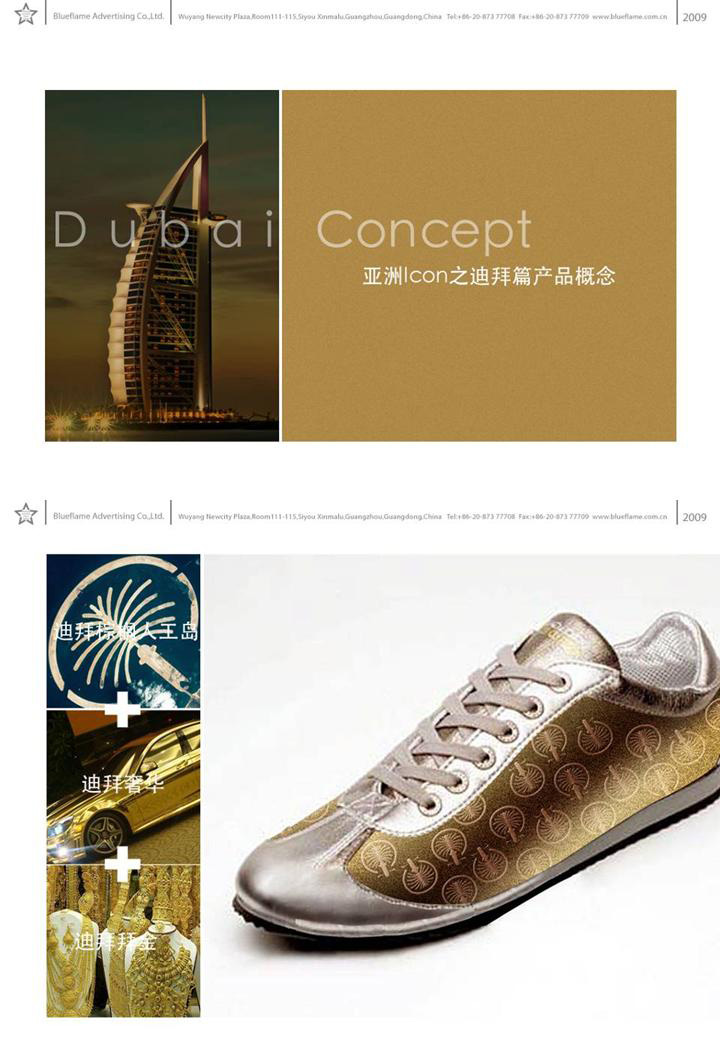 Blueflame Advertising Co.,Ltd.
Wuyang Newcity Plaza,Room111-115,Siyou Xinmalu,Guangzhou,Guangdong,China Tel:+86-20-873 77708 Fax:+86-20-873 77709 www.blueflame.com.cn
2009
Dubai Concept
亚洲Icon之迪拜篇产品概念
Blueflame Advertising Co.,Ltd.
Wuyang Newcity Plaza,Room111-115,Siyou Xinmalu,Guangzhou,Guangdong,China Tel:+86-20-873 77708 Fax:+86-20-873 77709 www.blueflame.com.cn
2009
迪拜棕榈人工岛
迪拜奢华
迪拜拜金